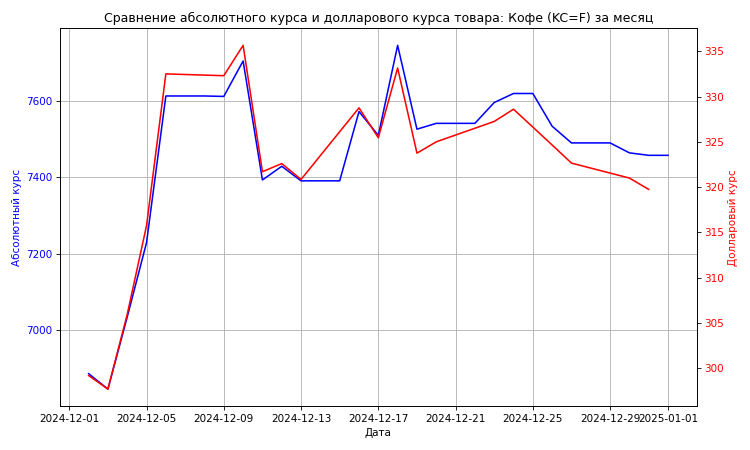 Сравнение абсолютного курса и долларового курса товара: Кофе (KC=F) за месяц
Абсолютный курс
7600
7400
7200
7000
335
330
325
320
315
310
305
300
Долларовый курс
2024-12-01 2024-12-05 2024-12-09 2024-12-13 2024-12-17 2024-12-21 2024-12-25 2024-12-29 2025-01-01
Дата